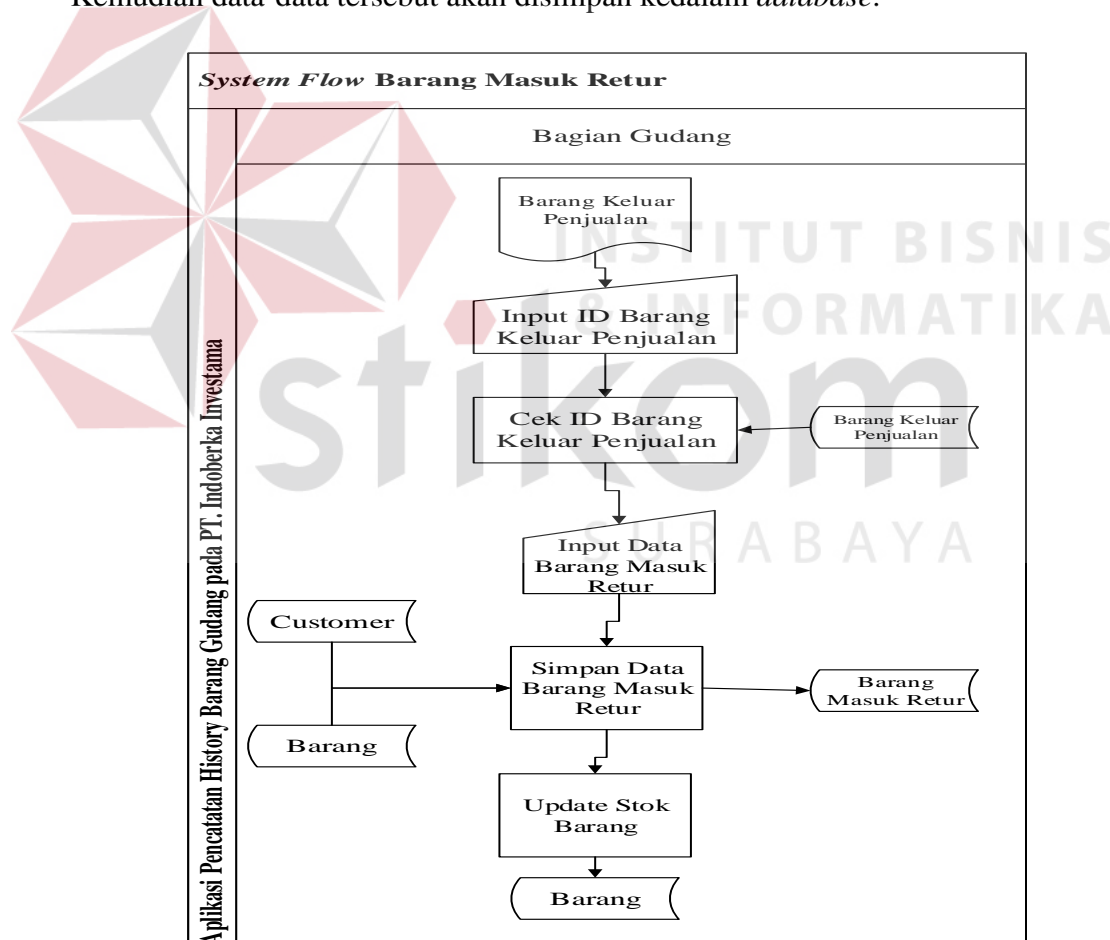 Kemudian data-data tersebut akan disimpan kedalam database.
System Flow Barang Masuk Retur
Bagian Gudang
Aplikasi Pencatatan History Barang Gudang pada PT. Indoberka Investama
Barang Keluar
Penjualan
INSTITUT BISNIS
& INFORMATIKA
stikom
SURABAYA
Input ID Barang
Keluar Penjualan
Cek ID Barang
Keluar Penjualan
Barang Keluar
Penjualan
Input Data
Barang Masuk
Retur
Customer
Simpan Data
Barang Masuk
Retur
Barang
Masuk Retur
Barang
Update Stok
Barang
Barang